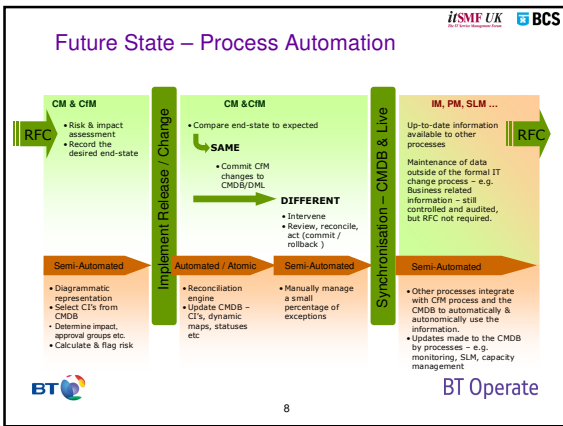 itSMF UK
The IT Service Management Forum
BCS
Future State – Process Automation
RFC
CM & CfM
• Risk & impact
assessment
• Record the
desired end-state
Implement Release / Change
CM &CfM
• Compare end-state to expected
SAME
• Commit CfM
changes to
CMDB/DML
DIFFERENT
• Intervene
• Review, reconcile,
act (commit /
rollback )
Synchronisation – CMDB & Live
IM, PM, SLM ...
Up-to-date information
available to other
processes
Maintenance of data
outside of the formal IT
change process – e.g.
Business related
information – still
controlled and audited,
but RFC not required.
RFC
Semi-Automated
• Diagrammatic
representation
• Select CI's from
CMDB
• Determine impact,
approval groups etc.
• Calculate & flag risk
Automated / Atomic
• Reconciliation
engine
• Update CMDB –
CI's, dynamic
maps, statuses
etc
Semi-Automated
• Manually manage
a small
percentage of
exceptions
Semi-Automated
• Other processes integrate
with CfM process and the
CMDB to automatically &
autonomically use the
information.
• Updates made to the CMDB
by processes – e.g.
monitoring, SLM, capacity
management
BT
BT Operate
8